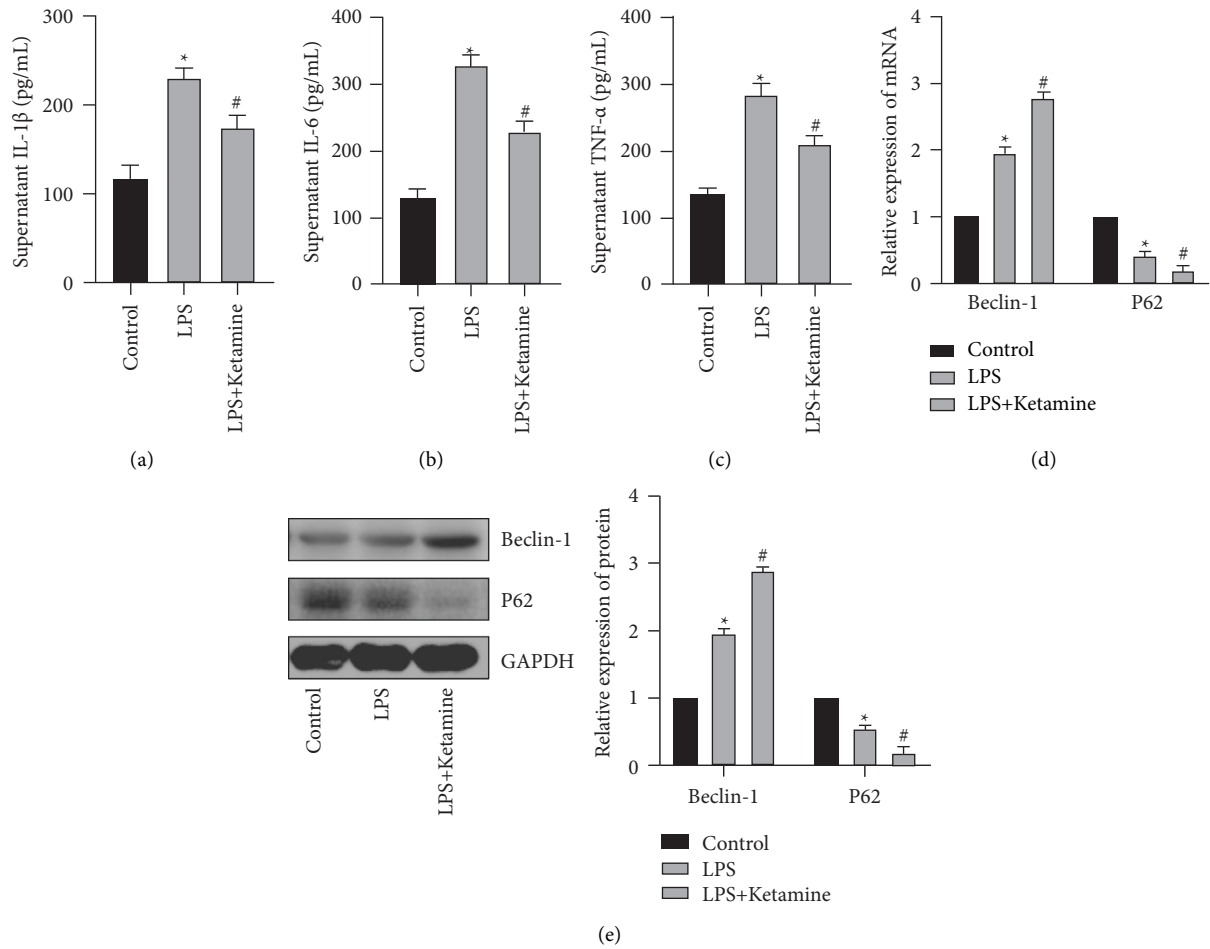 Supernatant IL-1β (pg/mL)
300
200
100
0
*
#
Control
LPS
LPS+Ketamine
(a)
Supernatant IL-6 (pg/mL)
400
300
200
100
0
*
#
Control
LPS
LPS+Ketamine
(b)
Supernatant TNF-α (pg/mL)
400
300
200
100
0
*
#
Control
LPS
LPS+Ketamine
(c)
Relative expression of mRNA
4
3
2
1
0
*
#
*
#
Beclin-1
P62
Control
LPS
LPS+Ketamine
(d)
Beclin-1
P62
GAPDH
Control
LPS
LPS+Ketamine
Relative expression of protein
4
3
2
1
0
*
#
*
#
Beclin-1
P62
Control
LPS
LPS+Ketamine
(e)